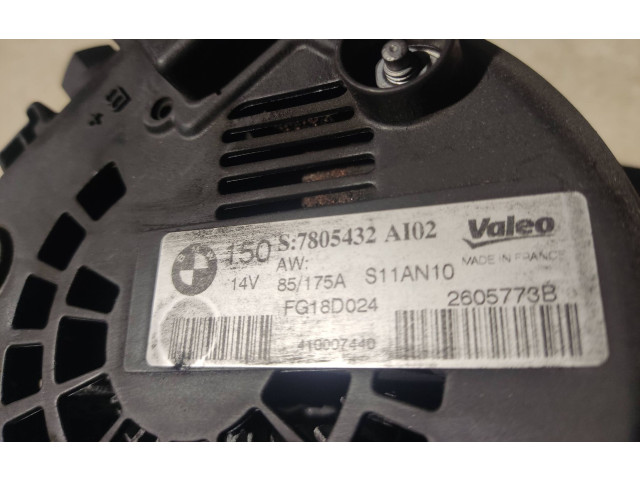 150 S:7805432 AI02 Valeo
AW: MADE IN FRANCE
14V 85/175A S11AN10
FG18D024 2605773B
410007440